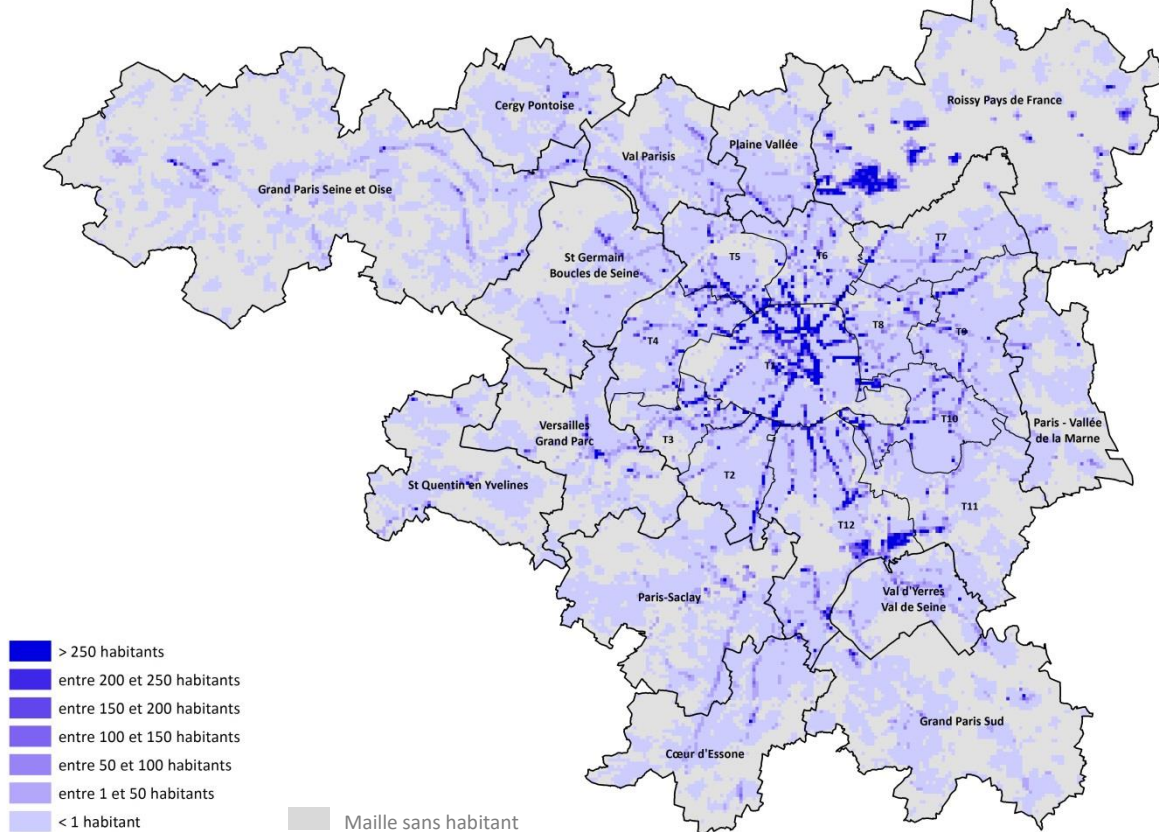 Roissy Pays de France
Cergy Pontoise
Plaine Vallée
Val Parisis
Grand Paris Seine et Oise
T7
T5
T6
St Germain
Boucles de Seine
T8
T9
T4
T10
Paris - Vallée
de la Marne
Versailles
Grand Parc
T3
T2
St Quentin en Yvelines
T11
T12
Val d'Yerres
Val de Seine
Paris-Saclay
Grand Paris Sud
Cœur d'Essone
> 250 habitants
entre 200 et 250 habitants
entre 150 et 200 habitants
entre 100 et 150 habitants
entre 50 et 100 habitants
entre 1 et 50 habitants
< 1 habitant
Maille sans habitant